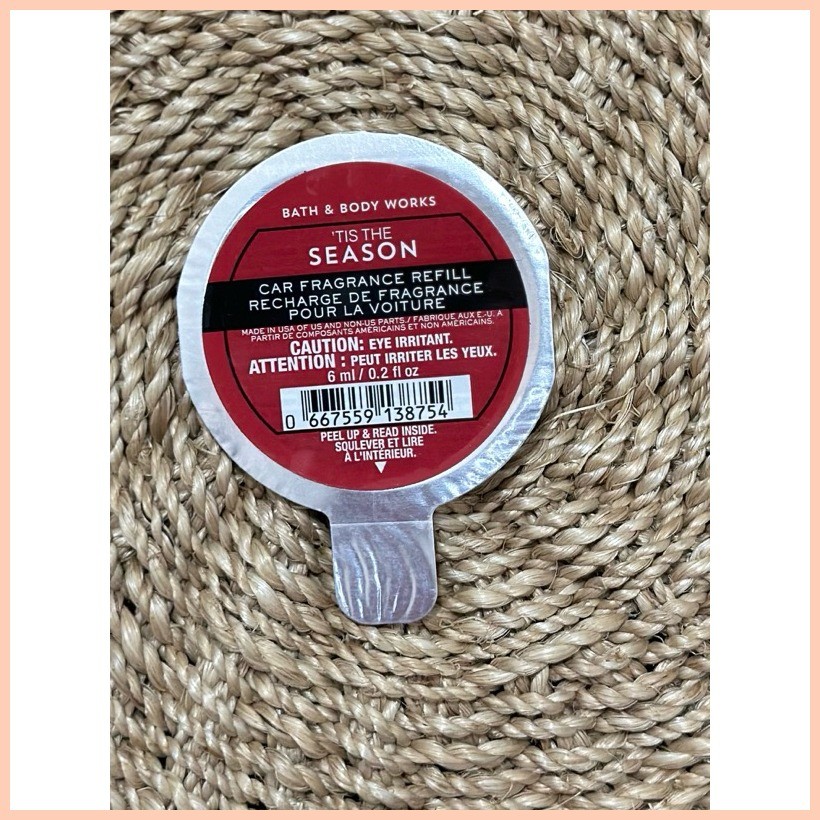 BATH & BODY WORKS
'TIS THE
SEASON
CAR FRAGRANCE REFILL
RECHARGE DE FRAGRANCE
POUR LA VOITURE
MADE IN USA OF US AND NON-US PARTS./ FABRIQUE AUX E.-U. À
PARTIR DE COMPOSANTS AMÉRICAINS ET NON AMÉRICAINS.
CAUTION: EYE IRRITANT.
ATTENTION : PEUT IRRITER LES YEUX.
6 ml / 0.2 fl oz
0 667559 138754
PEEL UP & READ INSIDE.
SOULEVER ET LIRE
À L'INTÉRIEUR.